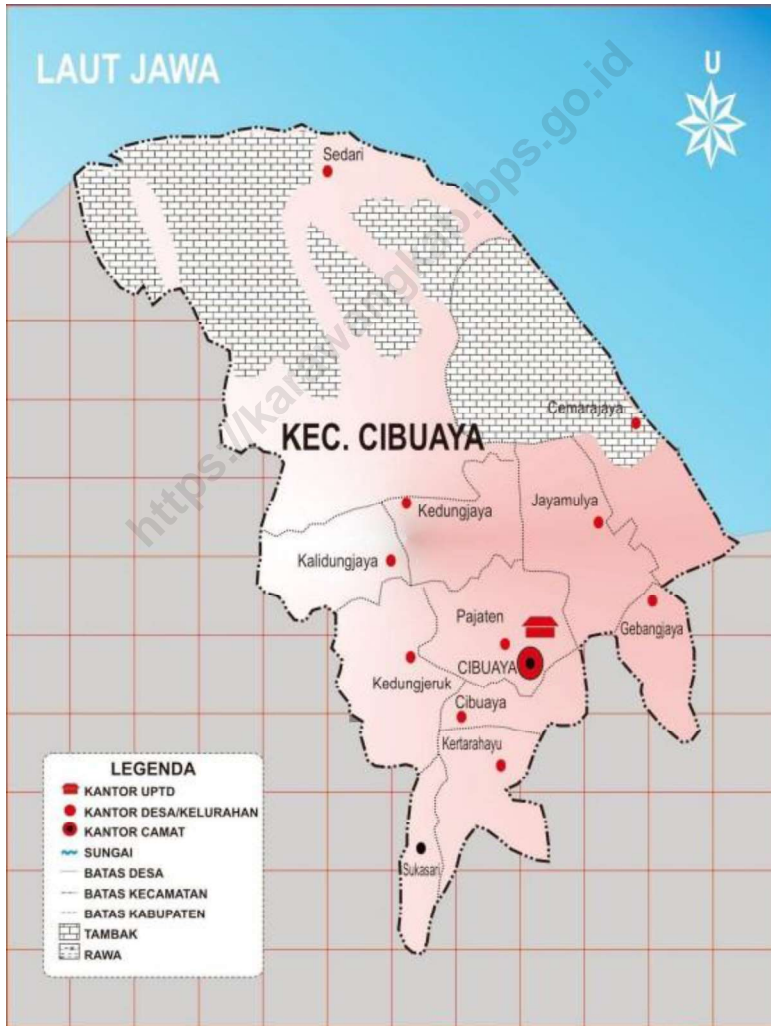 LAUT JAWA
U
https://karawangkab.bps.go.id
Sedari
Cemarajaya
KEC. CIBUAYA
Kedungjaya
Jayamulya
Kalidungjaya
Pajaten
Gebangjaya
CIBUAYA
Kedungjeruk
Cibuaya
Kertarahayu
Sukasari
LEGENDA
KANTOR UPTD
KANTOR DESA/KELURAHAN
KANTOR CAMAT
SUNGAI
BATAS DESA
BATAS KECAMATAN
BATAS KABUPATEN
TAMBAK
RAWA